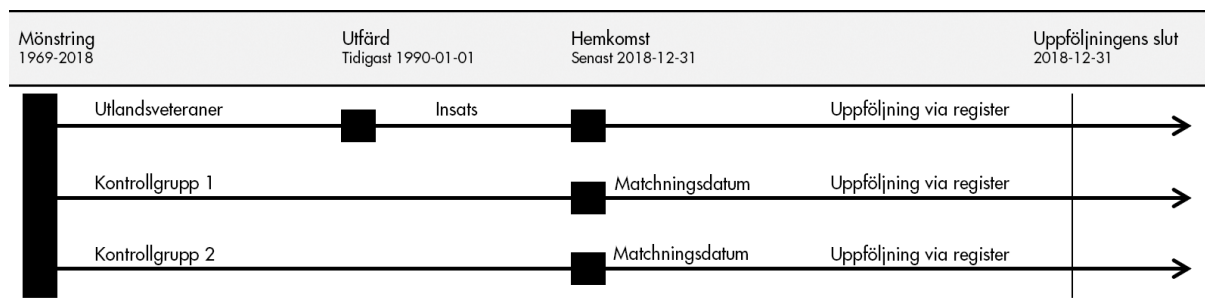 Mönstring
1969-2018
Utfärd
Tidigast 1990-01-01
Hemkomst
Senast 2018-12-31
Uppföljningens slut
2018-12-31
Utlandsveteraner
Insats
Uppföljning via register
Kontrollgrupp 1
Matchningsdatum
Uppföljning via register
Kontrollgrupp 2
Matchningsdatum
Uppföljning via register